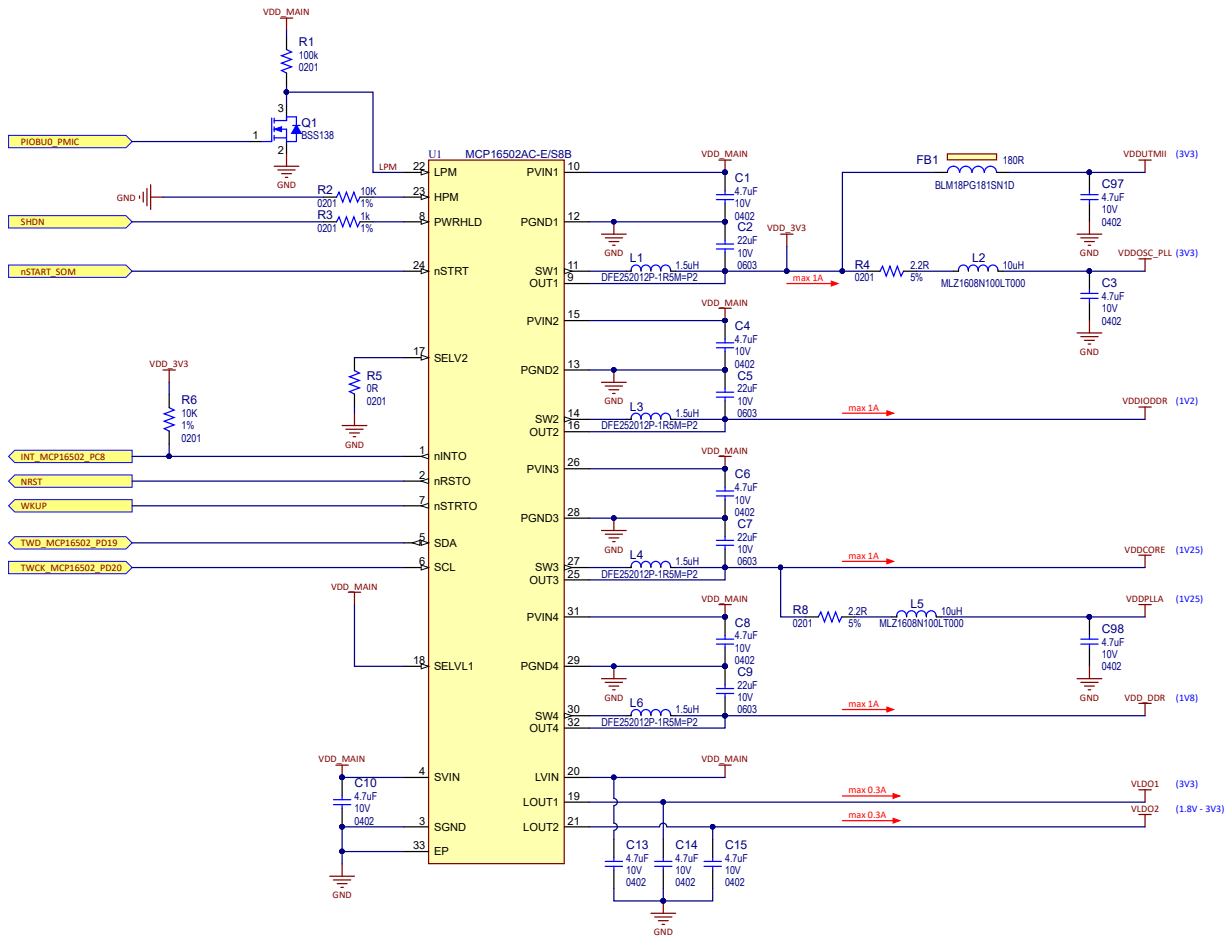 VDD_MAIN
R1
100k
0201
3
Q1
BSS138
1
2
GND
PIOBU0_PMIC
U1
MCP16502AC-E/S8B
LPM
22
LPM
GND
R2
10K
0201
1%
23
HPM
SHDN
R3
1k
0201
1%
8
PWRHLD
nSTART_SOM
24
nSTRT
17
SELV2
R5
0R
0201
GND
VDD_3V3
R6
10K
1%
0201
INT_MCP16502_PC8
1
nINTO
NRST
2
nRSTO
WKUP
7
nSTRTO
TWD_MCP16502_PD19
5
SDA
TWCK_MCP16502_PD20
6
SCL
VDD_MAIN
18
SELVL1
VDD_MAIN
4
SVIN
C10
4.7uF
10V
0402
3
SGND
33
EP
GND
PVIN1
10
VDD_MAIN
C1
4.7uF
10V
0402
PGND1
12
GND
C2
22uF
10V
0603
SW1
11
L1
1.5uH
DFE252012P-1R5M=P2
OUT1
9
VDD_3V3
max 1A
FB1
180R
BLM18PG181SN1D
VDDUTMII
(3V3)
C97
4.7uF
10V
0402
GND
R4
2.2R
0201
5%
L2
10uH
MLZ1608N100LT000
VDDOSC_PLL
(3V3)
C3
4.7uF
10V
0402
GND
PVIN2
15
VDD_MAIN
C4
4.7uF
10V
0402
PGND2
13
GND
C5
22uF
10V
0603
SW2
14
L3
1.5uH
DFE252012P-1R5M=P2
OUT2
16
max 1A
VDDIODDR
(1V2)
PVIN3
26
VDD_MAIN
C6
4.7uF
10V
0402
PGND3
28
GND
C7
22uF
10V
0603
SW3
27
L4
1.5uH
DFE252012P-1R5M=P2
OUT3
25
max 1A
VDDCORE
(1V25)
R8
2.2R
0201
5%
L5
10uH
MLZ1608N100LT000
VDDPLLA
(1V25)
C98
4.7uF
10V
0402
GND
PVIN4
31
VDD_MAIN
C8
4.7uF
10V
0402
PGND4
29
GND
C9
22uF
10V
0603
SW4
30
L6
1.5uH
DFE252012P-1R5M=P2
OUT4
32
max 1A
VDD_DDR
(1V8)
LVIN
20
VDD_MAIN
LOUT1
19
max 0.3A
VLDO1
(3V3)
LOUT2
21
max 0.3A
VLDO2
(1.8V - 3V3)
C13
4.7uF
10V
0402
C14
4.7uF
10V
0402
C15
4.7uF
10V
0402
GND